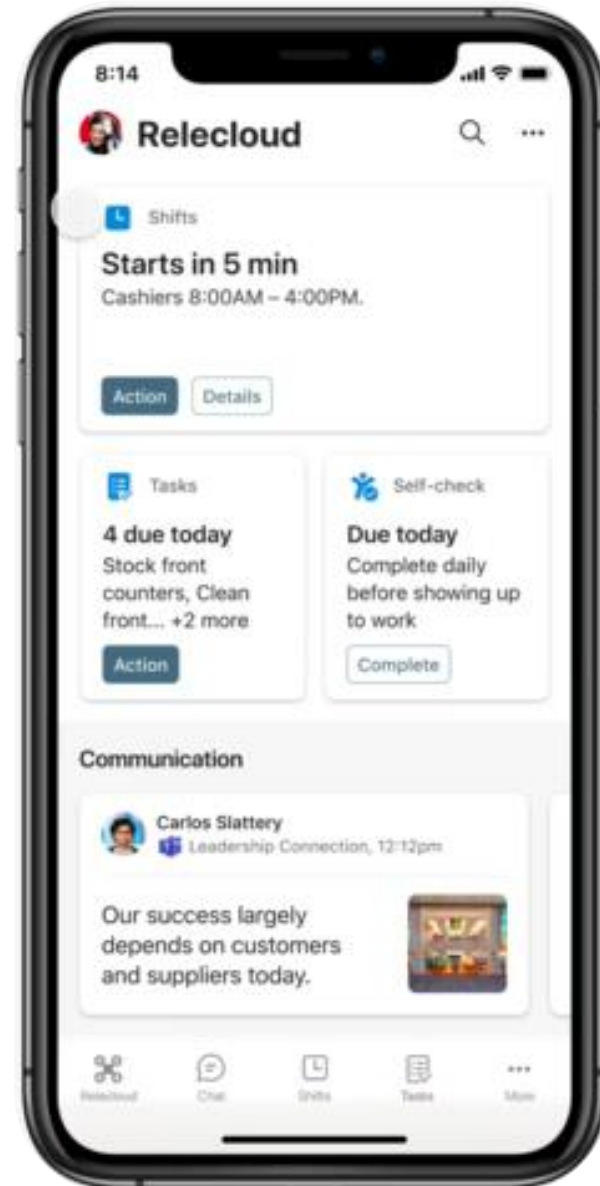 8:14
Relecloud
Shifts
Starts in 5 min
Cashiers 8:00AM – 4:00PM.
Action
Details
Tasks
4 due today
Stock front
counters, Clean
front... +2 more
Action
Self-check
Due today
Complete daily
before showing up
to work
Complete
Communication
Carlos Slattery
Leadership Connection, 12:12pm
Our success largely
depends on customers
and suppliers today.
Relecloud
Chat
Shifts
Tasks
More